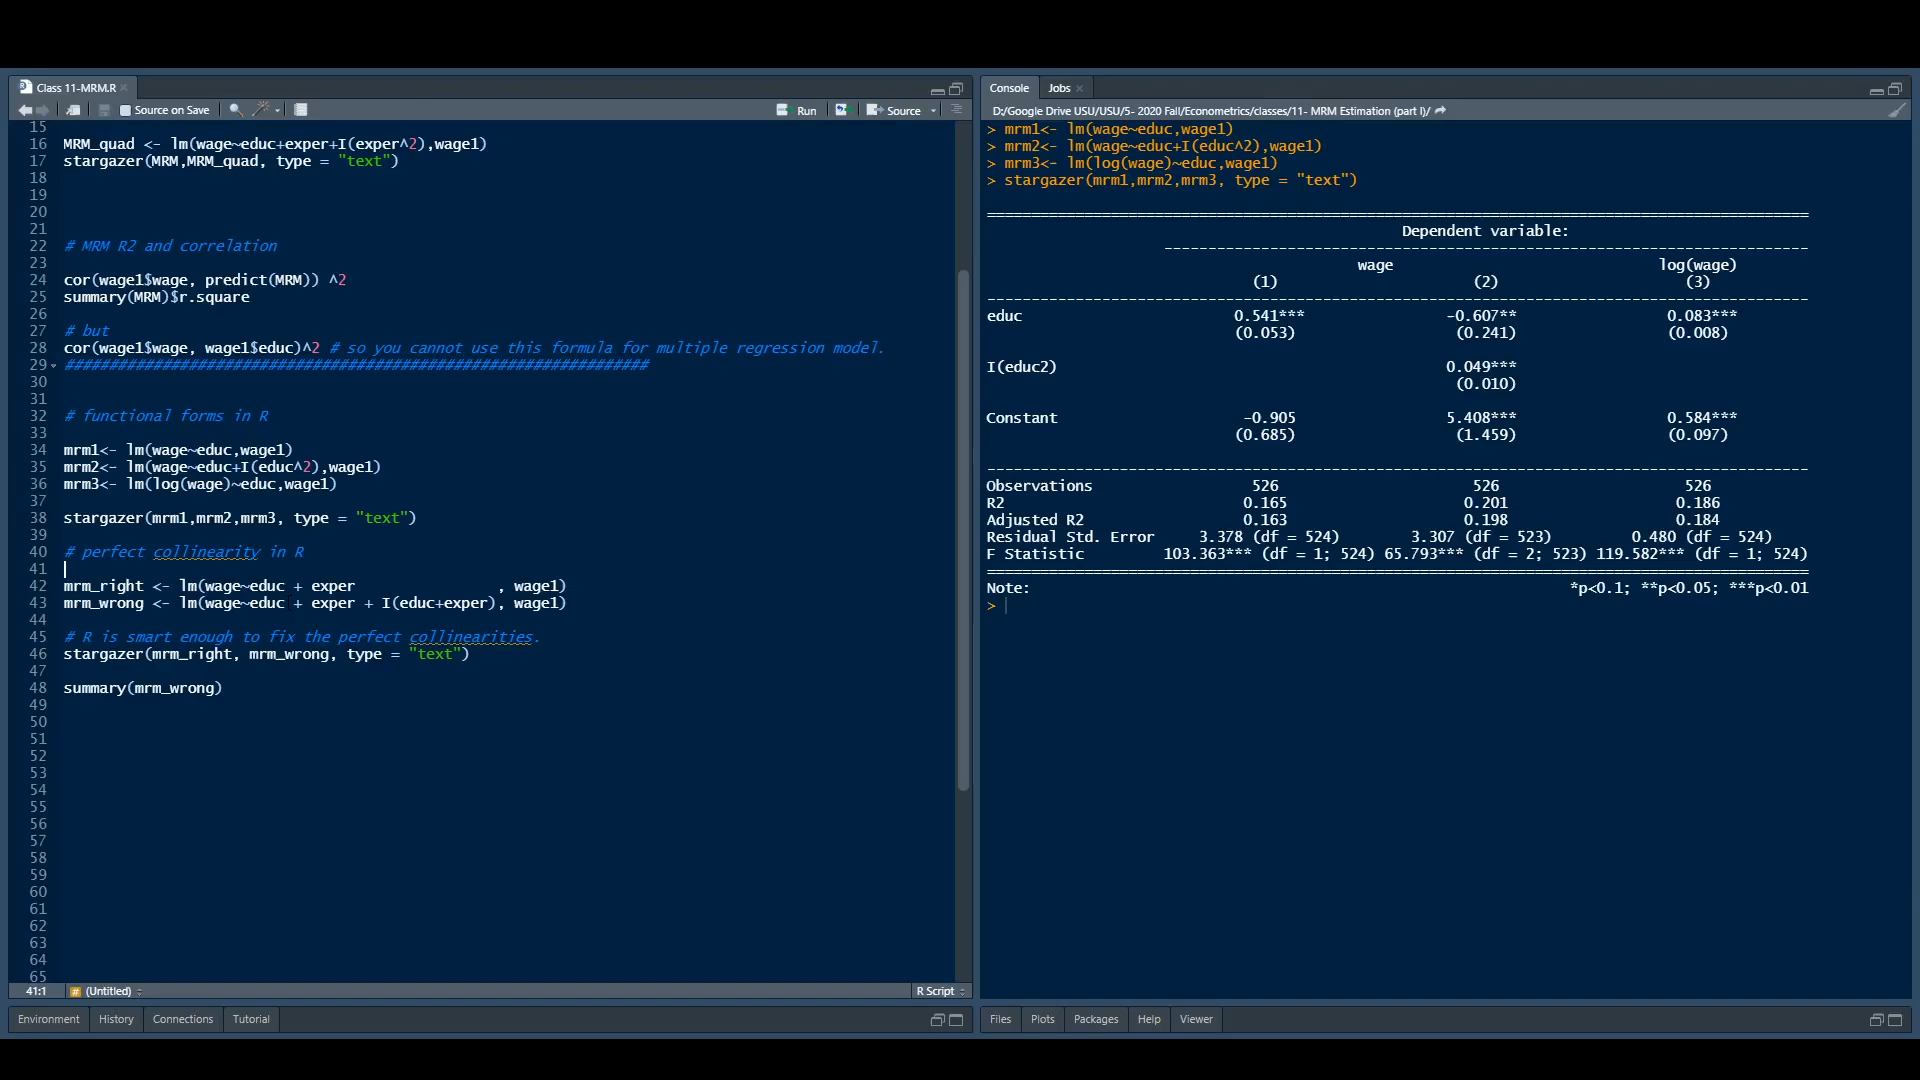 Class 11-MRM.R
Source on Save
Run
Source
15
16 MRM_quad <- lm(wage~educ+exper+I(exper^2),wage1)
17 stargazer(MRM,MRM_quad, type = "text")
18
19
20
21
22 # MRM R2 and correlation
23
24 cor(wage1$wage, predict(MRM)) ^2
25 summary(MRM)$r.square
26
27 # but
28 cor(wage1$wage, wage1$educ)^2 # so you cannot use this formula for multiple regression model.
29 ##################################################################
30
31
32 # functional forms in R
33
34 mrm1<- lm(wage~educ,wage1)
35 mrm2<- lm(wage~educ+I(educ^2),wage1)
36 mrm3<- lm(log(wage)~educ,wage1)
37
38 stargazer(mrm1,mrm2,mrm3, type = "text")
39
40 # perfect collinearity in R
41
42 mrm_right <- lm(wage~educ + exper                , wage1)
43 mrm_wrong <- lm(wage~educ + exper + I(educ+exper), wage1)
44
45 # R is smart enough to fix the perfect collinearities.
46 stargazer(mrm_right, mrm_wrong, type = "text")
47
48 summary(mrm_wrong)
49
50
51
52
53
54
55
56
57
58
59
60
61
62
63
64
65
41:1
# (Untitled)
R Script
Environment History Connections Tutorial
Console Jobs
D:/Google Drive USU/USU/5- 2020 Fall/Econometrics/classes/11- MRM Estimation (part I)/
> mrm1<- lm(wage~educ,wage1)
> mrm2<- lm(wage~educ+I(educ^2),wage1)
> mrm3<- lm(log(wage)~educ,wage1)
> stargazer(mrm1,mrm2,mrm3, type = "text")
=============================================================================================
Dependent variable:
-------------------------------------------------------------------------
wage log(wage)
(1) (2) (3)
---------------------------------------------------------------------------------------------
educ 0.541*** -0.607** 0.083***
(0.053) (0.241) (0.008)
I(educ2) 0.049***
(0.010)
Constant -0.905 5.408*** 0.584***
(0.685) (1.459) (0.097)
---------------------------------------------------------------------------------------------
Observations 526 526 526
R2 0.165 0.201 0.186
Adjusted R2 0.163 0.198 0.184
Residual Std. Error 3.378 (df = 524) 3.307 (df = 523) 0.480 (df = 524)
F Statistic 103.363*** (df = 1; 524) 65.793*** (df = 2; 523) 119.582*** (df = 1; 524)
=============================================================================================
Note: *p<0.1; **p<0.05; ***p<0.01
>
Files Plots Packages Help Viewer